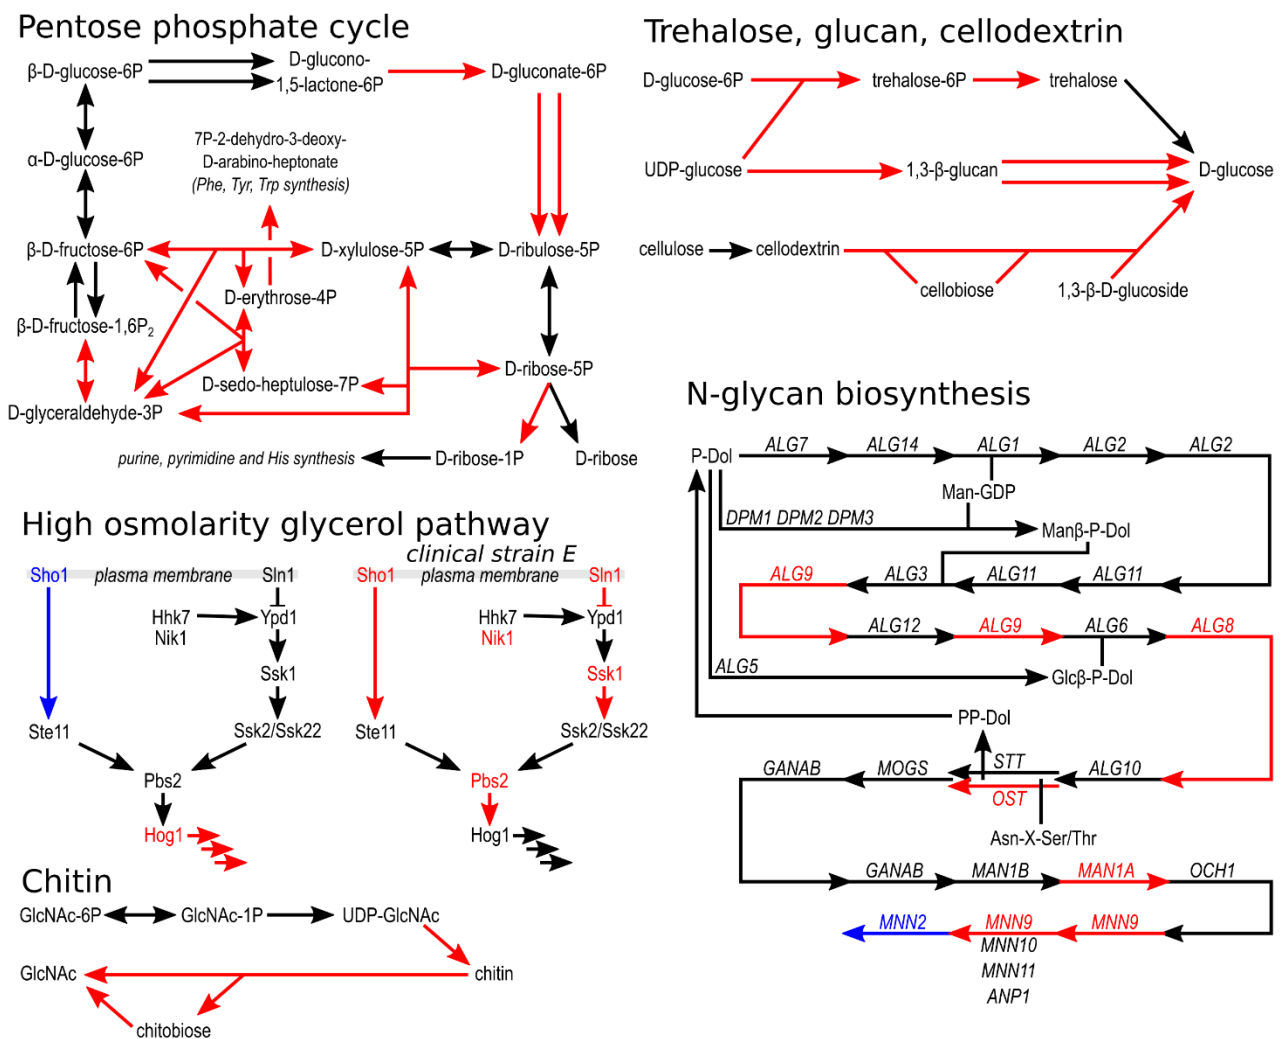 Pentose phosphate cycle
β-D-glucose-6P
D-glucono-
1,5-lactone-6P
D-gluconate-6P
α-D-glucose-6P
7P-2-dehydro-3-deoxy-
D-arabino-heptonate
(Phe, Tyr, Trp synthesis)
β-D-fructose-6P
D-xylulose-5P
D-ribulose-5P
D-erythrose-4P
β-D-fructose-1,6P2
D-sedo-heptulose-7P
D-ribose-5P
D-glyceraldehyde-3P
purine, pyrimidine and His synthesis
D-ribose-1P
D-ribose
Trehalose, glucan, cellodextrin
D-glucose-6P
trehalose-6P
trehalose
UDP-glucose
1,3-β-glucan
D-glucose
cellulose
cellodextrin
cellobiose
1,3-β-D-glucoside
High osmolarity glycerol pathway
Sho1
plasma membrane
Sln1
Hhk7
Nik1
Ypd1
Ssk1
Ste11
Ssk2/Ssk22
Pbs2
Hog1
clinical strain E
Sho1
plasma membrane
Sln1
Hhk7
Nik1
Ypd1
Ssk1
Ste11
Ssk2/Ssk22
Pbs2
Hog1
Chitin
GlcNAc-6P
GlcNAc-1P
UDP-GlcNAc
GlcNAc
chitin
chitobiose
N-glycan biosynthesis
P-Dol
ALG7
ALG14
ALG1
ALG2
ALG2
Man-GDP
DPM1 DPM2 DPM3
Manβ-P-Dol
ALG9
ALG3
ALG11
ALG11
ALG12
ALG9
ALG6
ALG8
ALG5
Glcβ-P-Dol
PP-Dol
GANAB
MOGS
STT
OST
ALG10
Asn-X-Ser/Thr
GANAB
MAN1B
MAN1A
OCH1
MNN2
MNN9
MNN9
MNN10
MNN11
ANP1